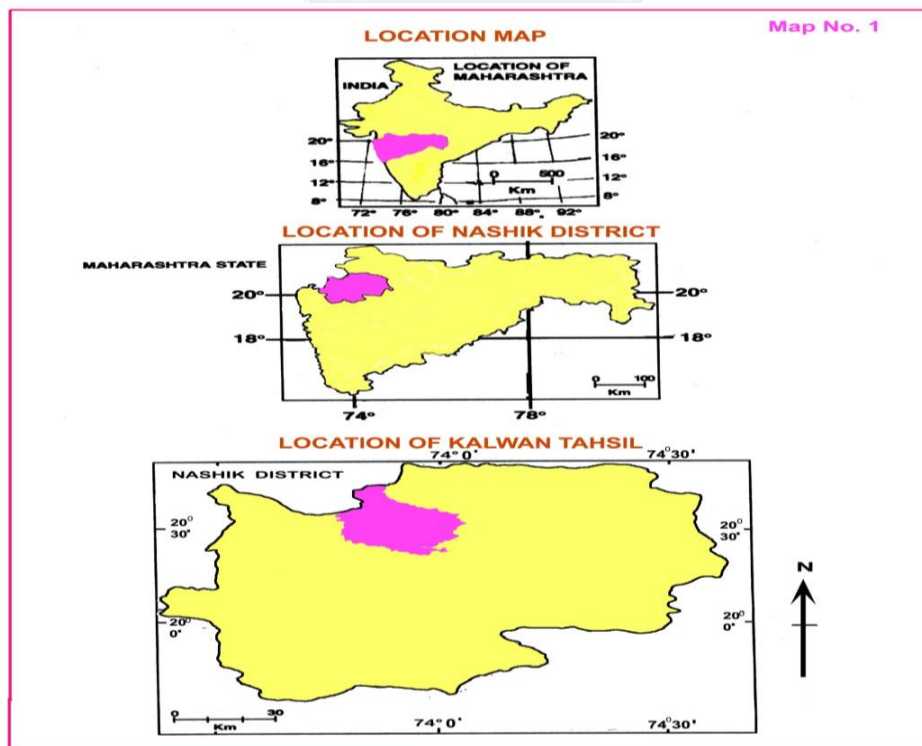 Map No. 1
LOCATION MAP
LOCATION OF
MAHARASHTRA
INDIA
20° 20°
16° 16°
12° 12°
8° 8°
0 500
Km
72° 76° 80° 84° 88° 92°
LOCATION OF NASHIK DISTRICT
MAHARASHTRA STATE
20° 20°
18° 18°
0 100
Km
74° 78°
LOCATION OF KALWAN TAHSIL
74° 0' 74° 30'
NASHIK DISTRICT
20° 20°
30' 30'
N
20° 20°
0' 0'
0 30
Km
74° 0' 74° 30'